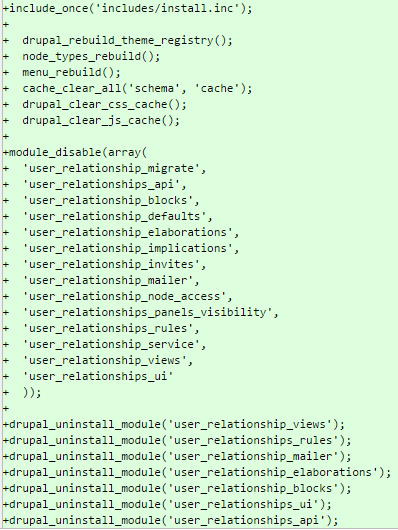 +include_once('includes/install.inc');
+
+  drupal_rebuild_theme_registry();
+  node_types_rebuild();
+  menu_rebuild();
+  cache_clear_all('schema', 'cache');
+  drupal_clear_css_cache();
+  drupal_clear_js_cache();
+
+module_disable(array(
+  'user_relationship_migrate',
+  'user_relationships_api',
+  'user_relationship_blocks',
+  'user_relationship_defaults',
+  'user_relationship_elaborations',
+  'user_relationship_implications',
+  'user_relationship_invites',
+  'user_relationship_mailer',
+  'user_relationship_node_access',
+  'user_relationships_panels_visibility',
+  'user_relationships_rules',
+  'user_relationship_service',
+  'user_relationship_views',
+  'user_relationships_ui'
+  ));
+
+drupal_uninstall_module('user_relationship_views');
+drupal_uninstall_module('user_relationships_rules');
+drupal_uninstall_module('user_relationship_mailer');
+drupal_uninstall_module('user_relationship_elaborations');
+drupal_uninstall_module('user_relationship_blocks');
+drupal_uninstall_module('user_relationships_ui');
+drupal_uninstall_module('user_relationships_api');